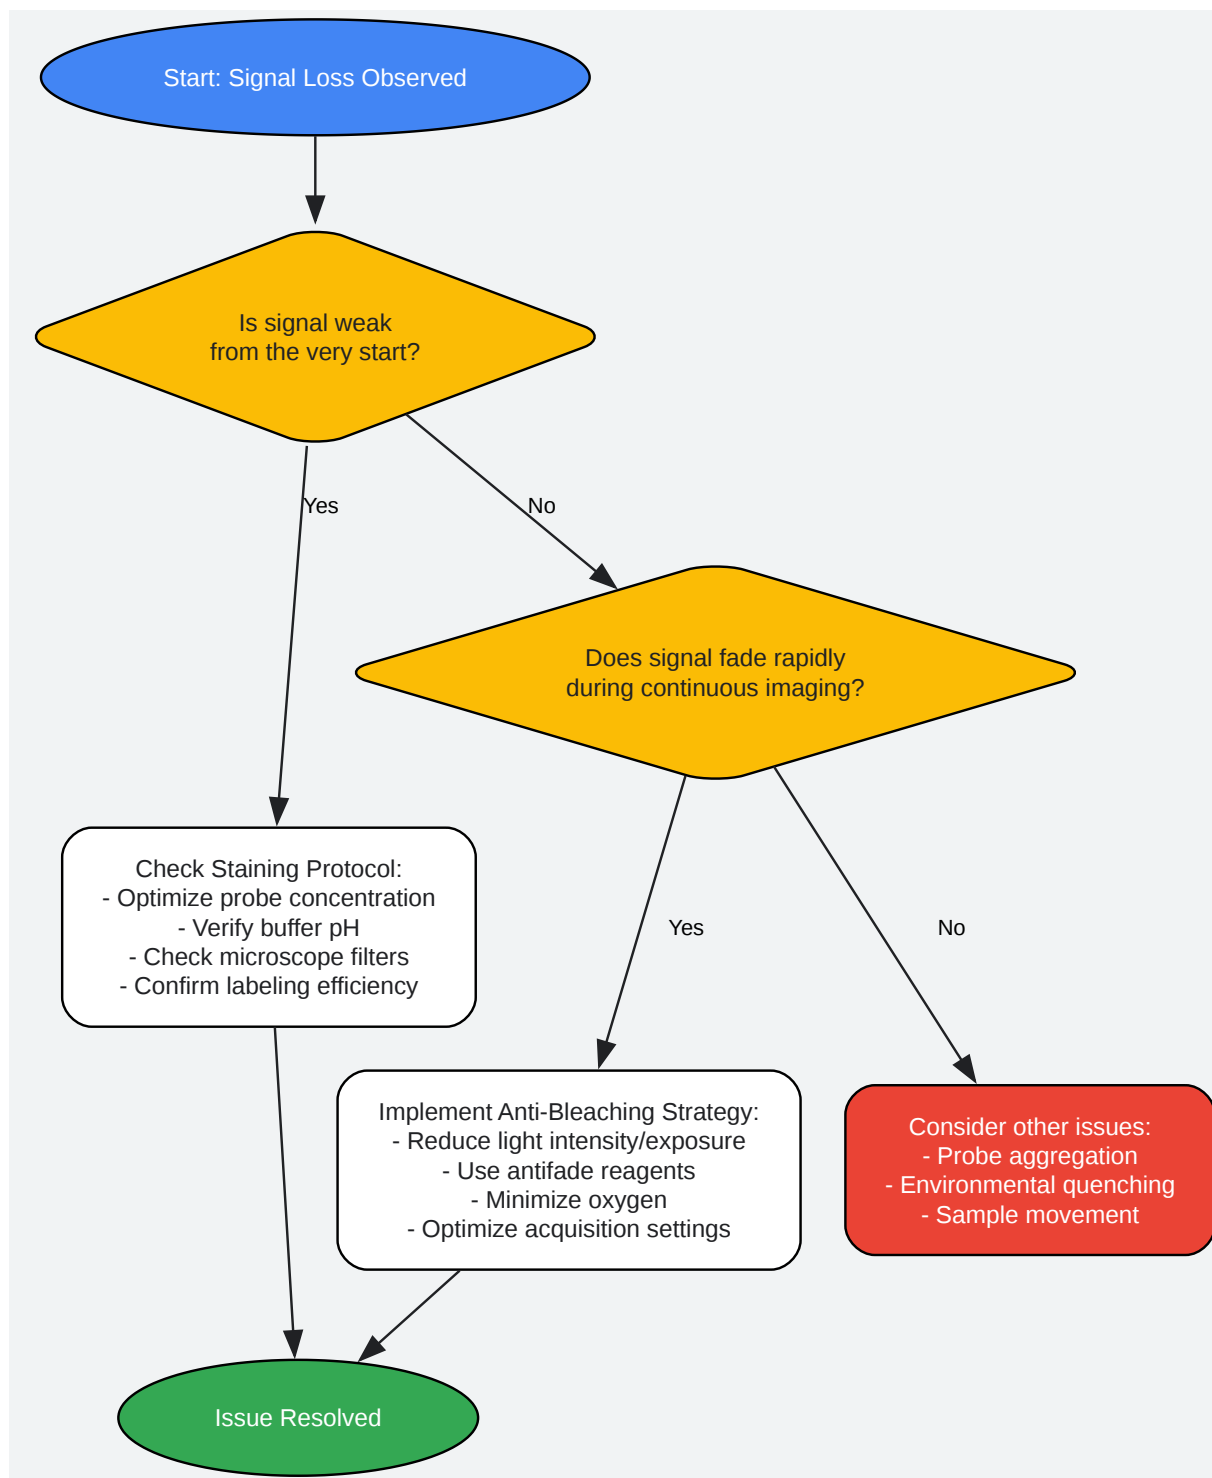 Start: Signal Loss Observed
Is signal weak
from the very start?
Yes
No
Does signal fade rapidly
during continuous imaging?
Check Staining Protocol:
- Optimize probe concentration
- Verify buffer pH
- Check microscope filters
- Confirm labeling efficiency
Yes
No
Implement Anti-Bleaching Strategy:
- Reduce light intensity/exposure
- Use antifade reagents
- Minimize oxygen
- Optimize acquisition settings
Consider other issues:
- Probe aggregation
- Environmental quenching
- Sample movement
Issue Resolved